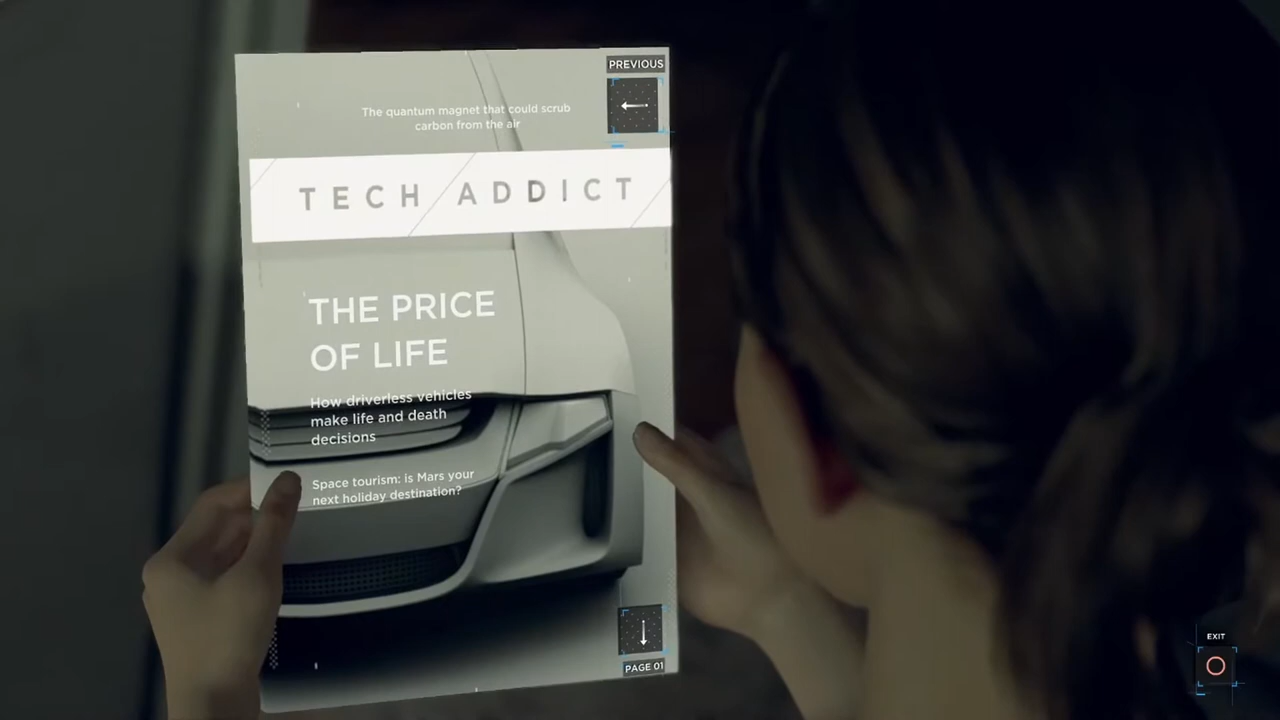 PREVIOUS
The quantum magnet that could scrub
carbon from the air
TECH ADDICT
THE PRICE
OF LIFE
How driverless vehicles
make life and death
decisions
Space tourism: is Mars your
next holiday destination?
PAGE 01
EXIT